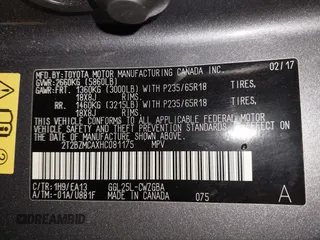 MFD. BY: TOYOTA MOTOR MANUFACTURING CANADA INC. 02/17
GVWR: 2660KG (5860LB)
GAWR: FRT. 1360KG (3000LB) WITH P235/65R18 TIRES,
18X8J RIMS
RR. 1460KG (3215LB) WITH P235/65R18 TIRES,
18X8J RIMS
THIS VEHICLE CONFORMS TO ALL APPLICABLE FEDERAL
MOTOR VEHICLE SAFETY
STANDARDS IN EFFECT ON THE DATE OF
MANUFACTURE SHOWN ABOVE.
2T2BZMCAXHC081175 MPV
C/TR: 1H9/EA13 GGL25L-CWZGBA A
A/TM: -01A/U881F
MADE IN CANADA 075
DREAMBID